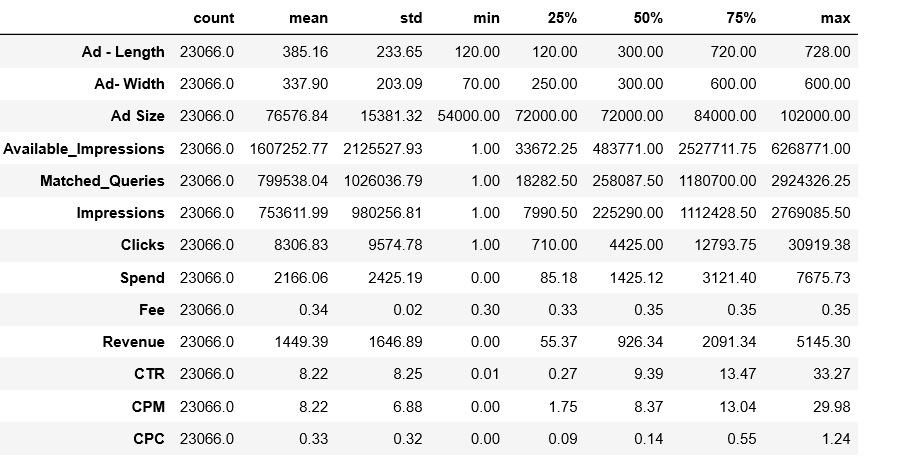 count mean std min 25% 50% 75% max
Ad - Length 23066.0 385.16 233.65 120.00 120.00 300.00 720.00 728.00
Ad- Width 23066.0 337.90 203.09 70.00 250.00 300.00 600.00 600.00
Ad Size 23066.0 76576.84 15381.32 54000.00 72000.00 72000.00 84000.00 102000.00
Available_Impressions 23066.0 1607252.77 2125527.93 1.00 33672.25 483771.00 2527711.75 6268771.00
Matched_Queries 23066.0 799538.04 1026036.79 1.00 18282.50 258087.50 1180700.00 2924326.25
Impressions 23066.0 753611.99 980256.81 1.00 7990.50 225290.00 1112428.50 2769085.50
Clicks 23066.0 8306.83 9574.78 1.00 710.00 4425.00 12793.75 30919.38
Spend 23066.0 2166.06 2425.19 0.00 85.18 1425.12 3121.40 7675.73
Fee 23066.0 0.34 0.02 0.30 0.33 0.35 0.35 0.35
Revenue 23066.0 1449.39 1646.89 0.00 55.37 926.34 2091.34 5145.30
CTR 23066.0 8.22 8.25 0.01 0.27 9.39 13.47 33.27
CPM 23066.0 8.22 6.88 0.00 1.75 8.37 13.04 29.98
CPC 23066.0 0.33 0.32 0.00 0.09 0.14 0.55 1.24